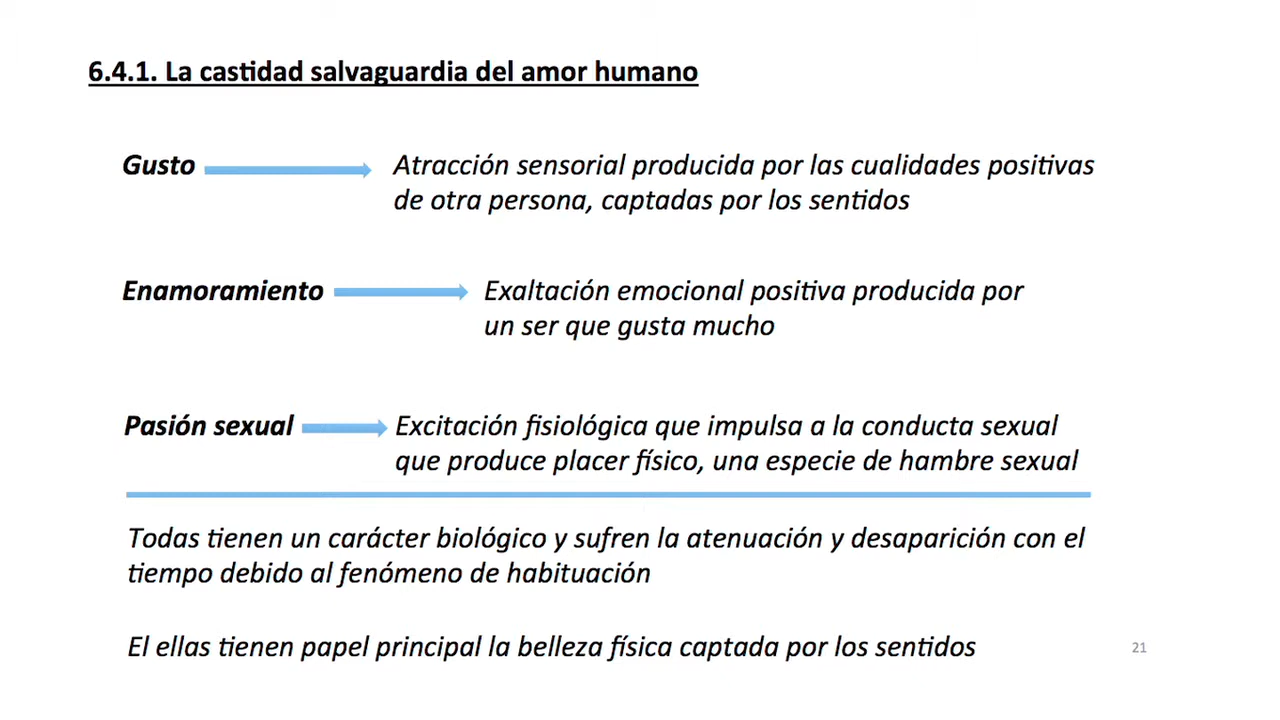 6.4.1. La castidad salvaguardia del amor humano
Gusto
Atracción sensorial producida por las cualidades positivas
de otra persona, captadas por los sentidos
Enamoramiento
Exaltación emocional positiva producida por
un ser que gusta mucho
Pasión sexual
Excitación fisiológica que impulsa a la conducta sexual
que produce placer físico, una especie de hambre sexual
Todas tienen un carácter biológico y sufren la atenuación y desaparición con el
tiempo debido al fenómeno de habituación
El ellas tienen papel principal la belleza física captada por los sentidos
21